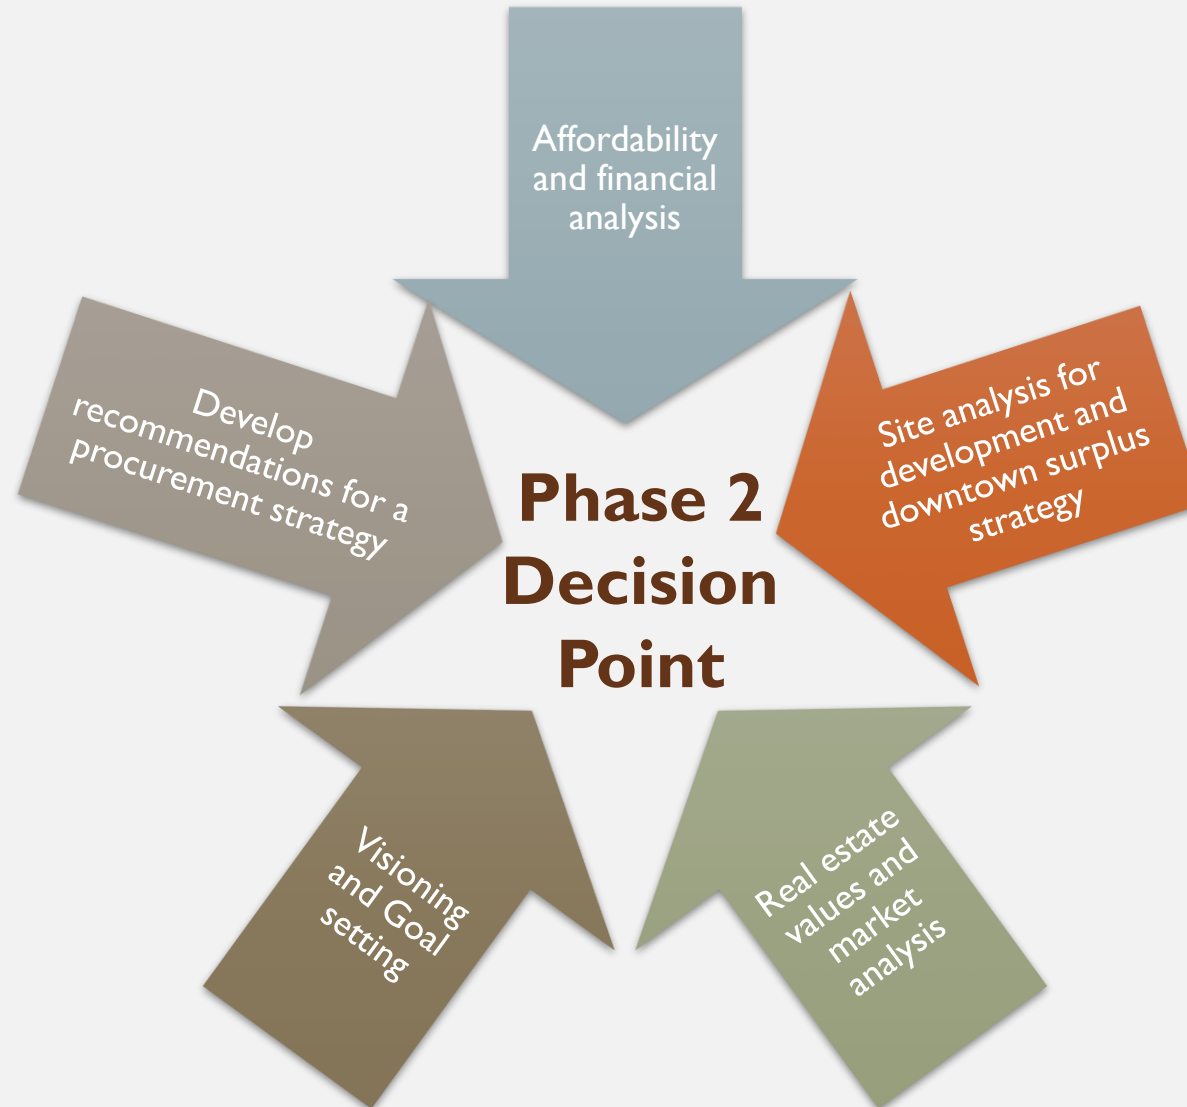 Affordability
and financial
analysis
Develop
recommendations for a
procurement strategy
Site analysis for
development and
downtown surplus
strategy
Phase 2
Decision
Point
Visioning
and Goal
setting
Real estate
values and
market
analysis